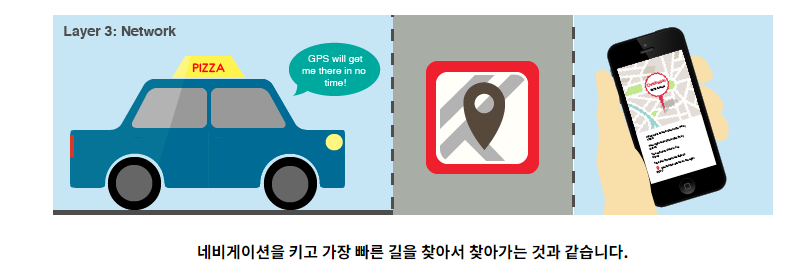 Layer 3: Network
PIZZA
GPS will get
me there in no
time!
네비게이션을 키고 가장 빠른 길을 찾아서 찾아가는 것과 같습니다.